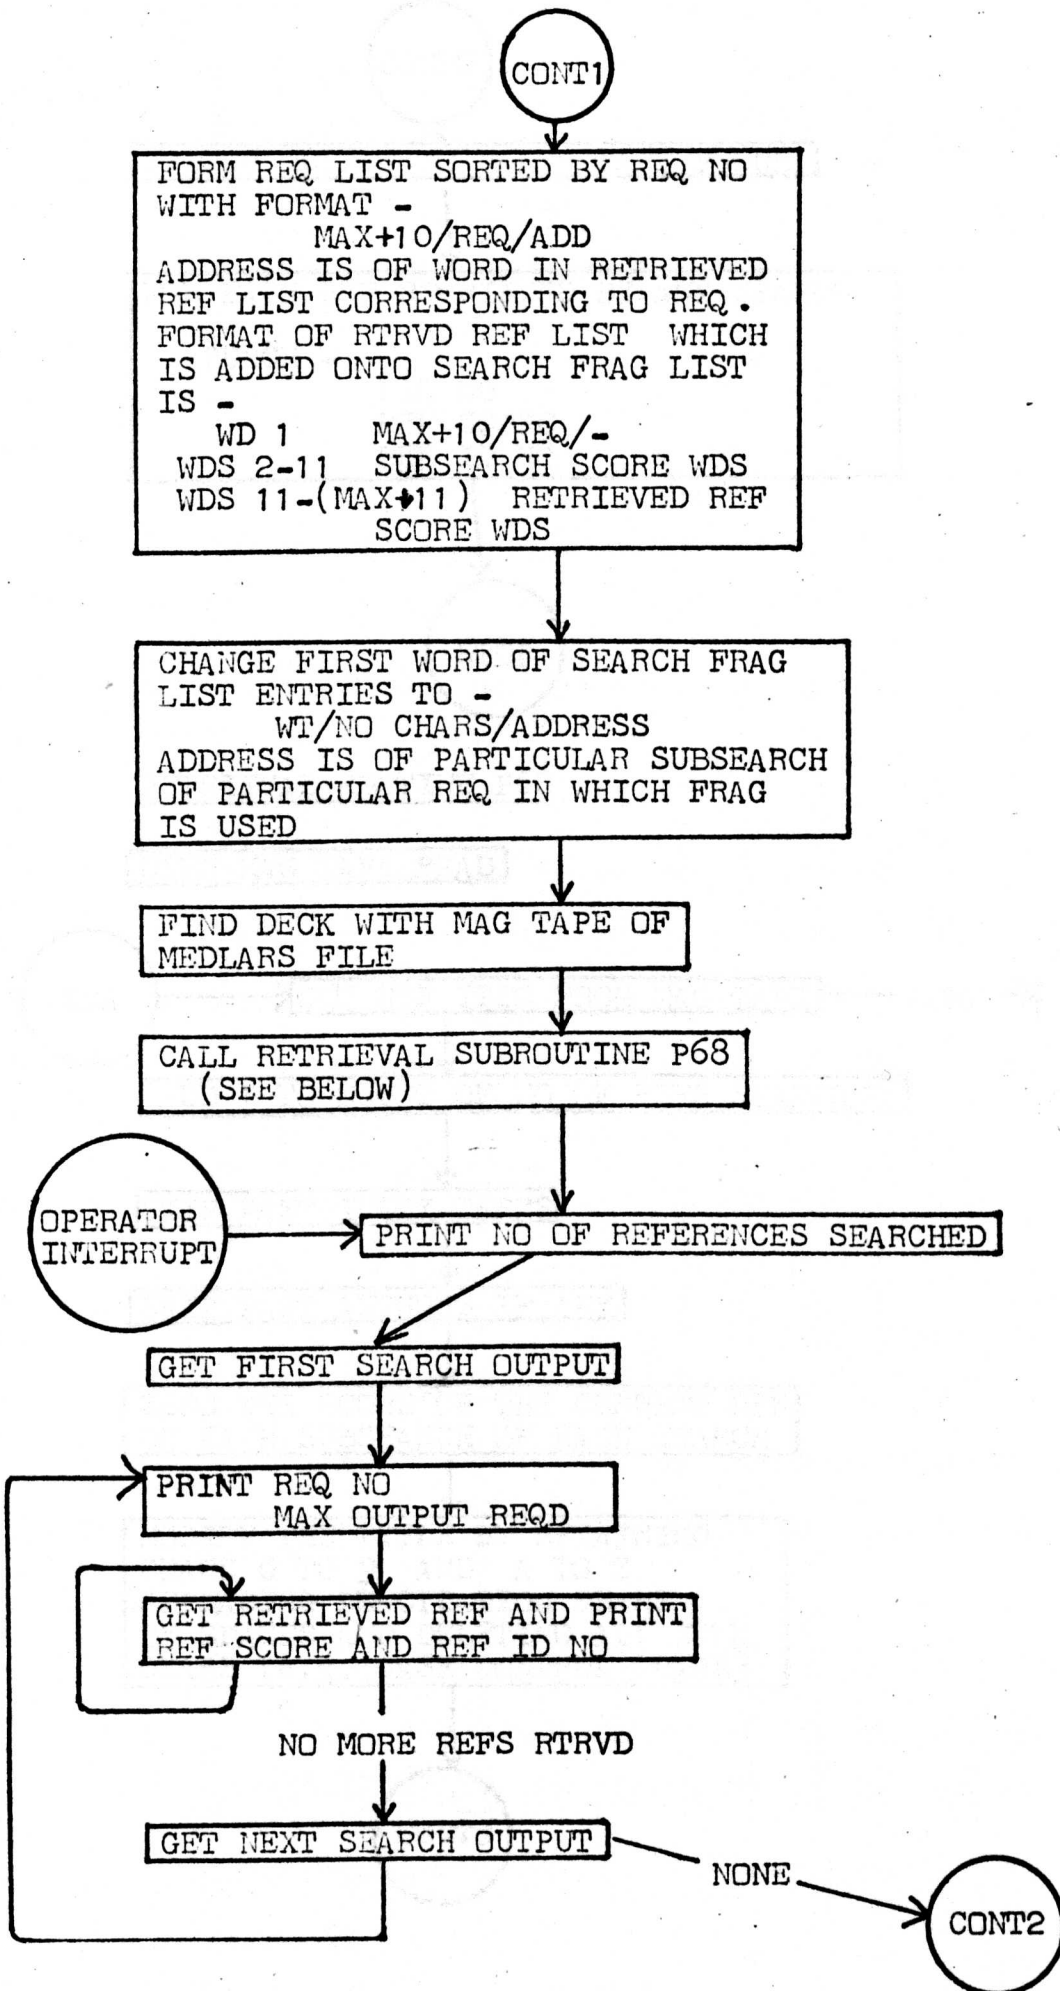 CONT1
FORM REQ LIST SORTED BY REQ NO
WITH FORMAT -
MAX+10/REQ/ADD
ADDRESS IS OF WORD IN RETRIEVED
REF LIST CORRESPONDING TO REQ.
FORMAT OF RTRVD REF LIST WHICH
IS ADDED ONTO SEARCH FRAG LIST
IS -
WD 1 MAX+10/REQ/-
WDS 2-11 SUBSEARCH SCORE WDS
WDS 11-(MAX+11) RETRIEVED REF
SCORE WDS
CHANGE FIRST WORD OF SEARCH FRAG
LIST ENTRIES TO -
WT/NO CHARS/ADDRESS
ADDRESS IS OF PARTICULAR SUBSEARCH
OF PARTICULAR REQ IN WHICH FRAG
IS USED
FIND DECK WITH MAG TAPE OF
MEDLARS FILE
CALL RETRIEVAL SUBROUTINE P68
(SEE BELOW)
OPERATOR
INTERRUPT
PRINT NO OF REFERENCES SEARCHED
GET FIRST SEARCH OUTPUT
PRINT REQ NO
MAX OUTPUT REQD
GET RETRIEVED REF AND PRINT
REF SCORE AND REF ID NO
NO MORE REFS RTRVD
GET NEXT SEARCH OUTPUT
NONE
CONT2